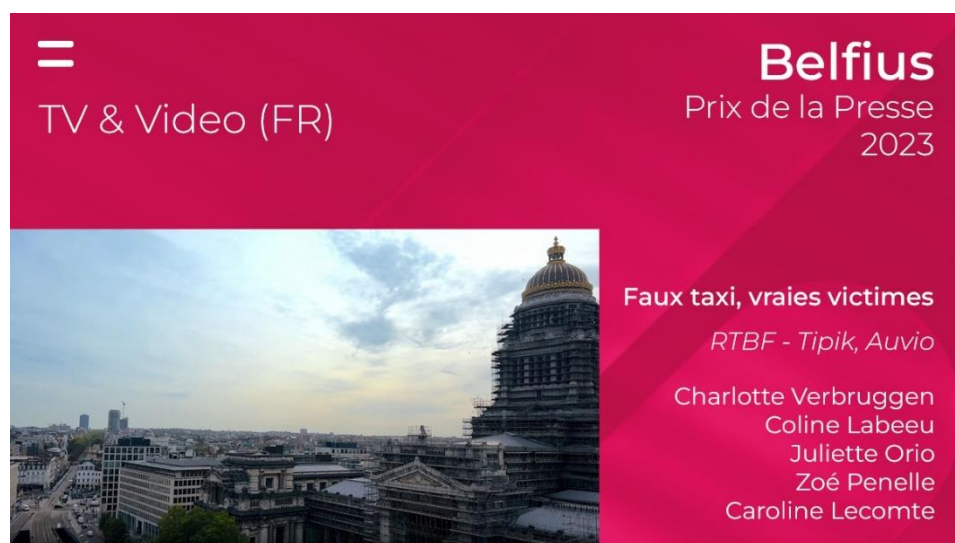 TV & Video (FR)
Belfius
Prix de la Presse
2023
Faux taxi, vraies victimes
RTBF - Tipik, Auvio
Charlotte Verbruggen
Coline Labeeu
Juliette Orio
Zoé Penelle
Caroline Lecomte